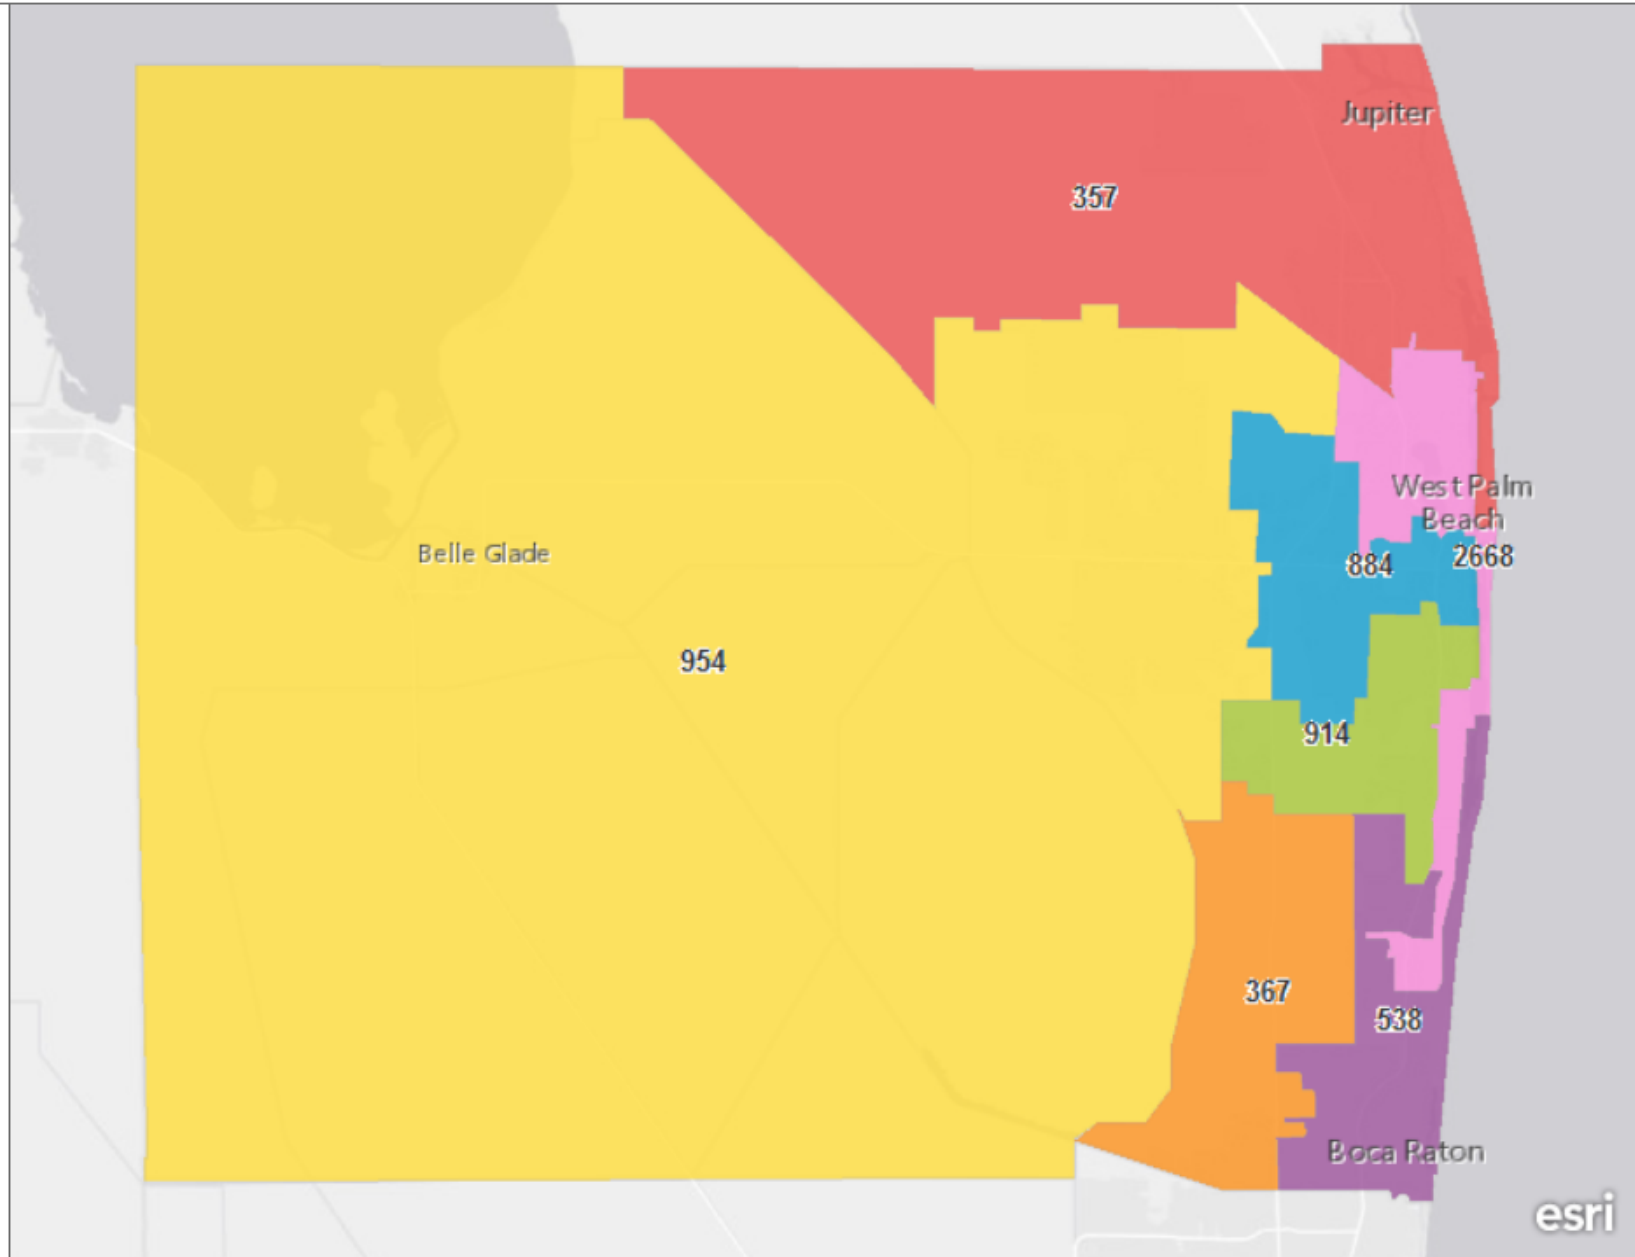 Jupiter
357
West Palm
Beach
Belle Glade
884
2668
954
914
367
538
Boca Raton
esri